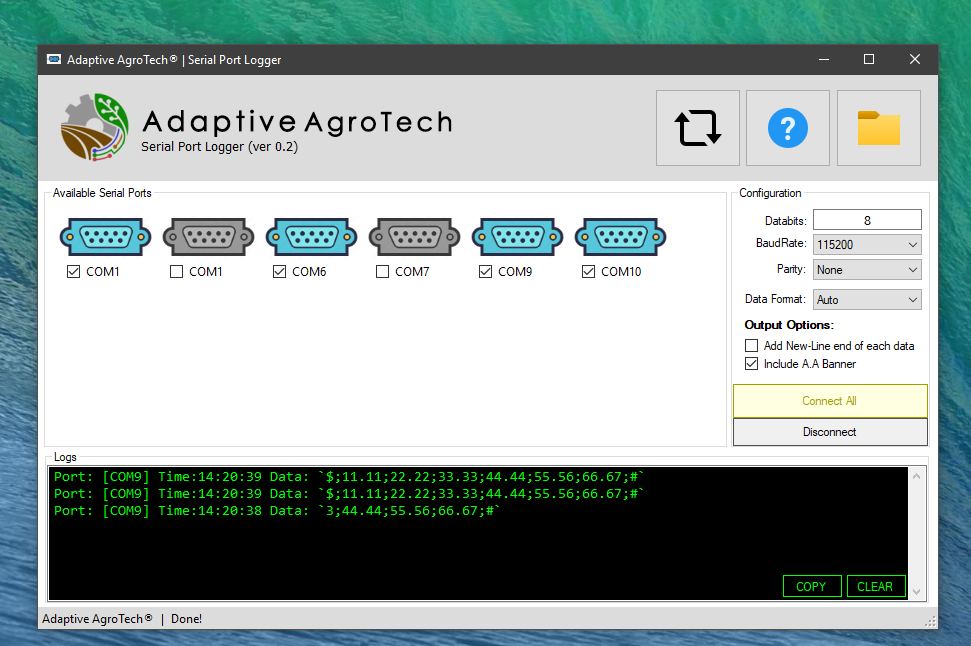 Adaptive AgroTech® | Serial Port Logger
Adaptive AgroTech
Serial Port Logger (ver 0.2)
?
Available Serial Ports
COM1
COM1
COM6
COM7
COM9
COM10
Configuration
Databits: 8
BaudRate: 115200
Parity: None
Data Format: Auto
Output Options:
Add New-Line end of each data
Include A.A Banner
Connect All
Disconnect
Logs
Port: [COM9] Time:14:20:39 Data: `$;11.11;22.22;33.33;44.44;55.56;66.67;#`
Port: [COM9] Time:14:20:39 Data: `$;11.11;22.22;33.33;44.44;55.56;66.67;#`
Port: [COM9] Time:14:20:38 Data: `3;44.44;55.56;66.67;#`
COPY
CLEAR
Adaptive AgroTech® | Done!